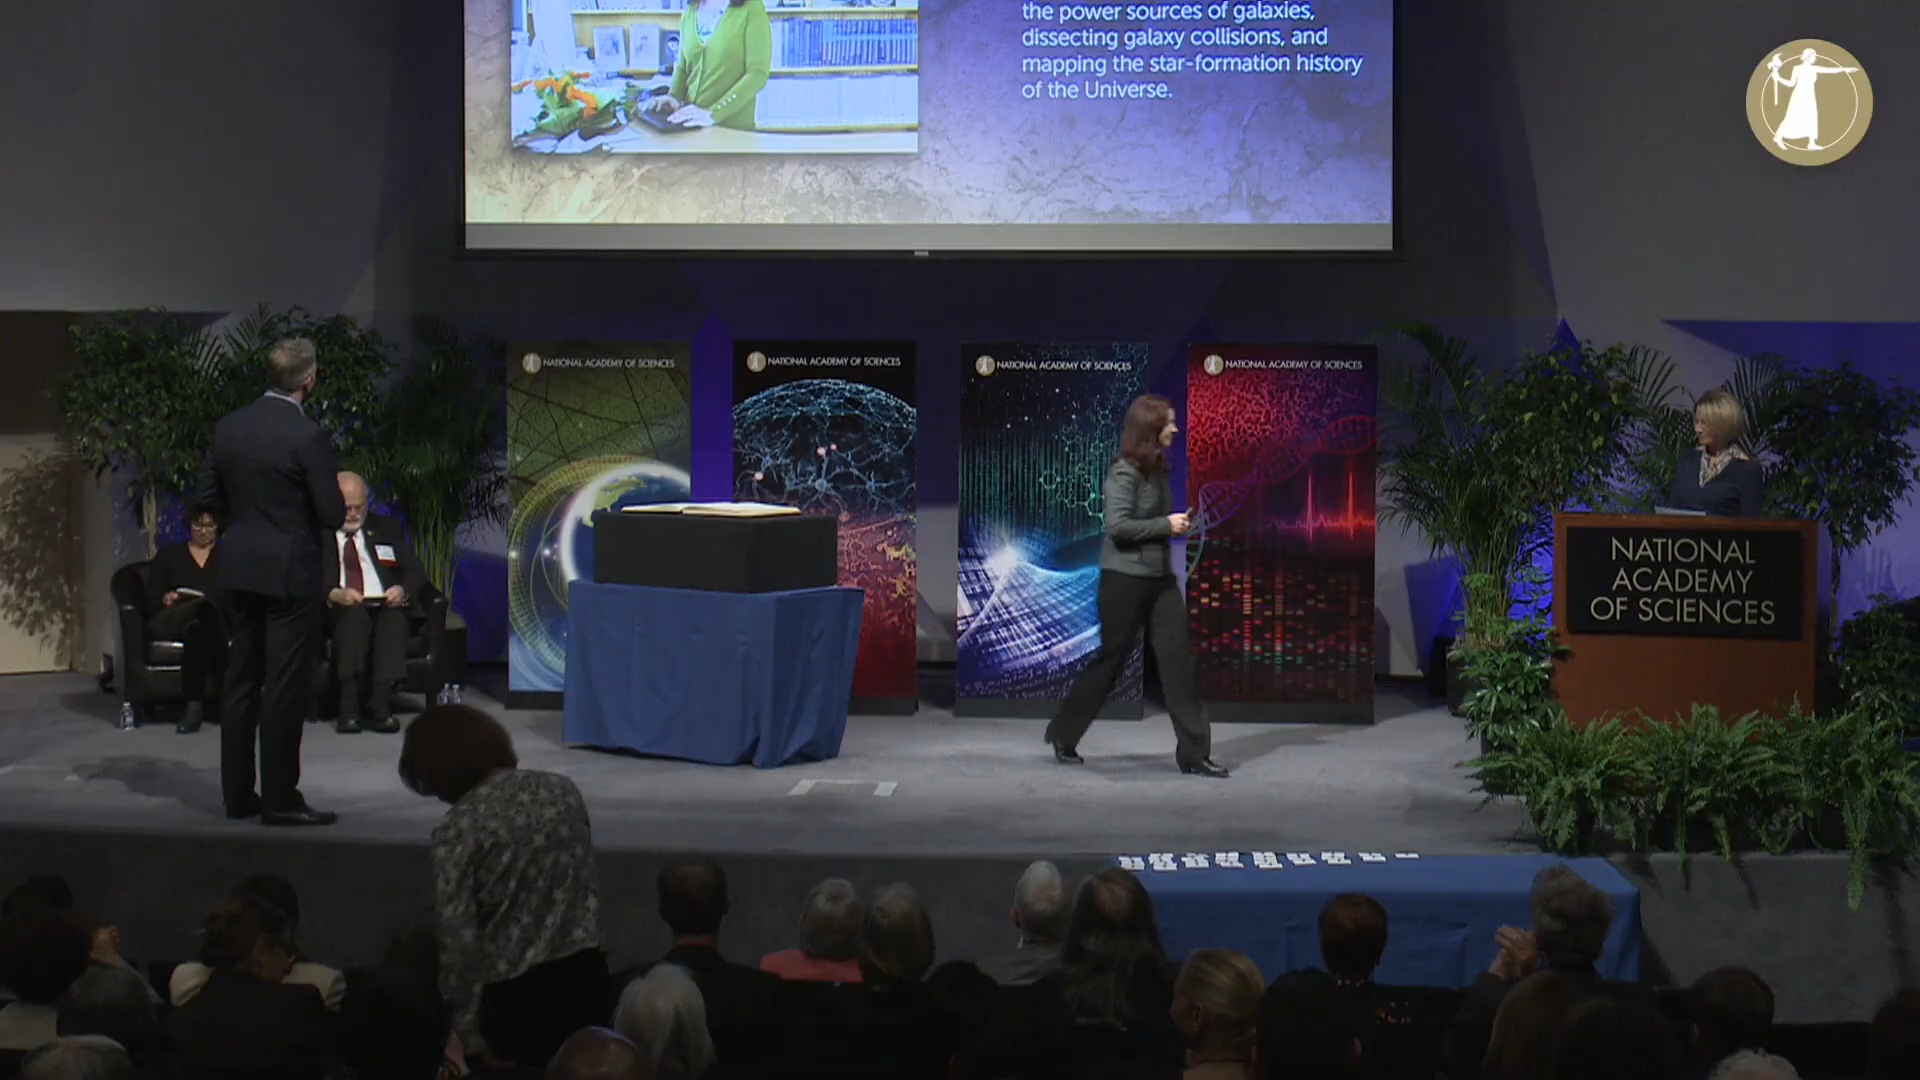 the power sources of galaxies,
dissecting galaxy collisions, and
mapping the star-formation history
of the Universe.
NATIONAL ACADEMY OF SCIENCES
NATIONAL ACADEMY OF SCIENCES
NATIONAL ACADEMY OF SCIENCES
NATIONAL ACADEMY OF SCIENCES
NATIONAL
ACADEMY
OF SCIENCES